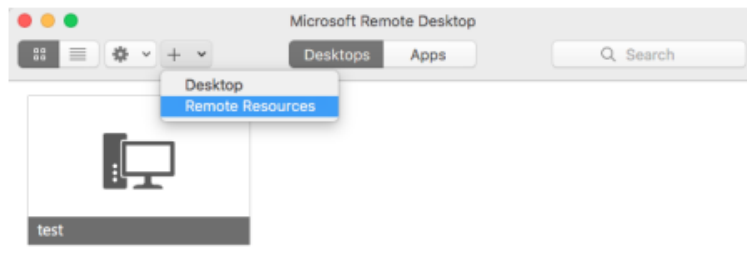 Microsoft Remote Desktop
Desktops Apps Search
Desktop
Remote Resources
test